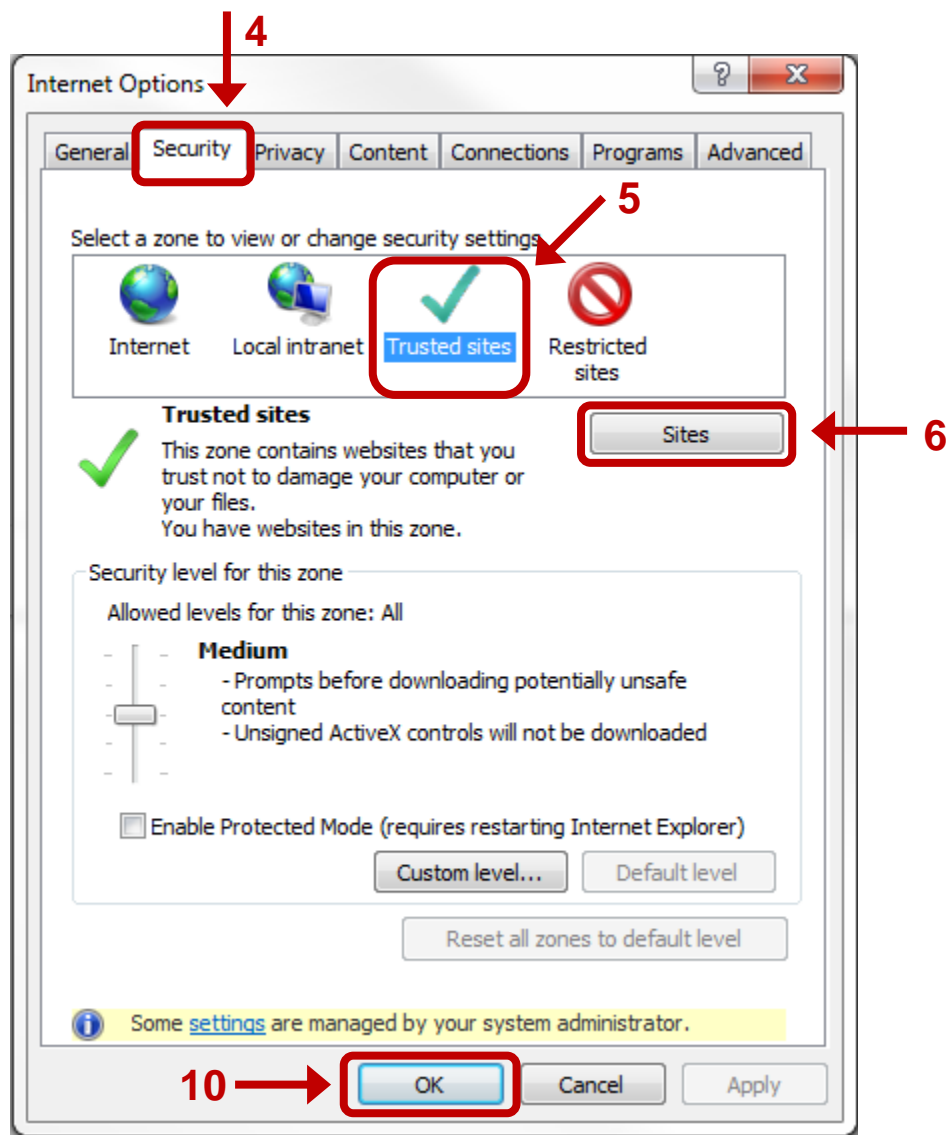 4
Internet Options
General Security Privacy Content Connections Programs Advanced
5
Select a zone to view or change security settings
Internet Local intranet Trusted sites Restricted
sites
Trusted sites
Sites
6
This zone contains websites that you
trust not to damage your computer or
your files.
You have websites in this zone.
Security level for this zone
Allowed levels for this zone: All
Medium
- Prompts before downloading potentially unsafe
content
- Unsigned ActiveX controls will not be downloaded
Enable Protected Mode (requires restarting Internet Explorer)
Custom level... Default level
Reset all zones to default level
Some settings are managed by your system administrator.
10 OK Cancel Apply